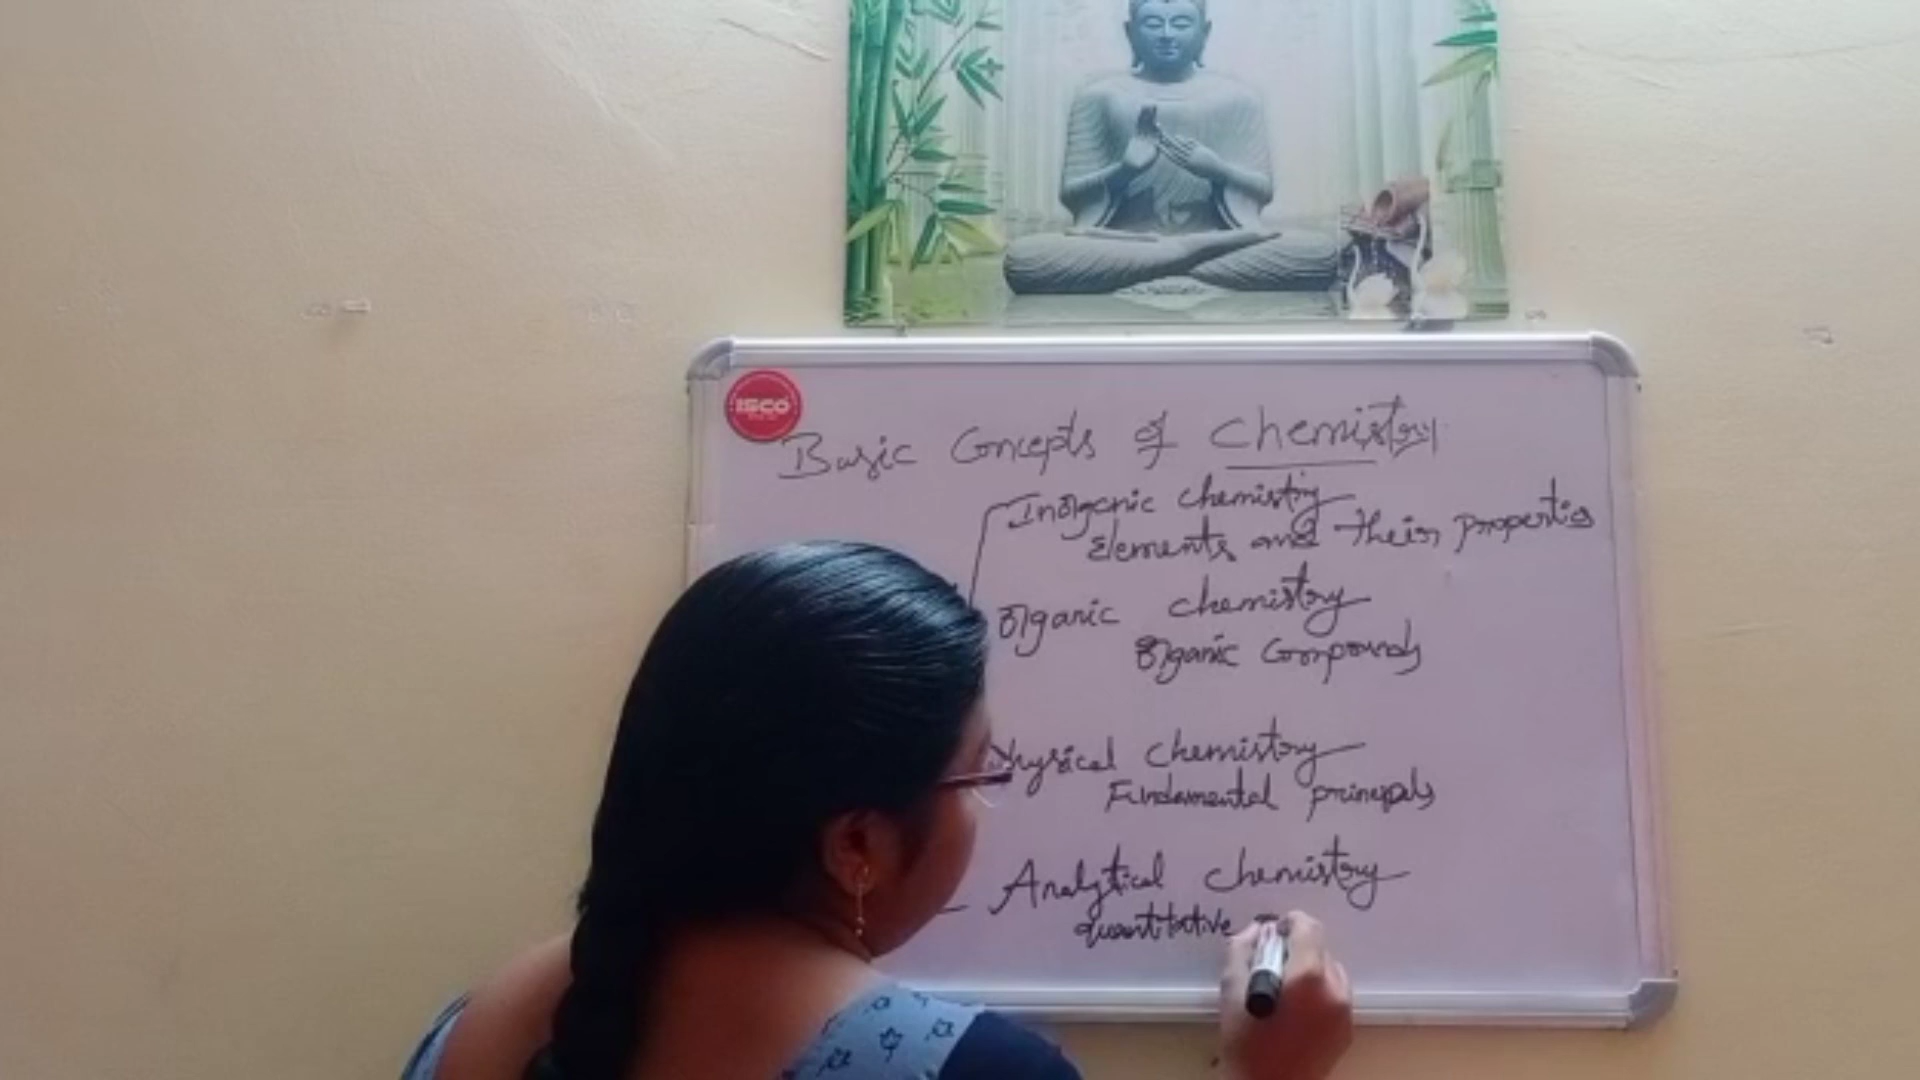 ISCO
Basic Concepts of Chemistry
Inorganic chemistry
Elements and their properties
Organic chemistry
Organic Compounds
Physical chemistry
Fundamental principals
Analytical chemistry
quantitative